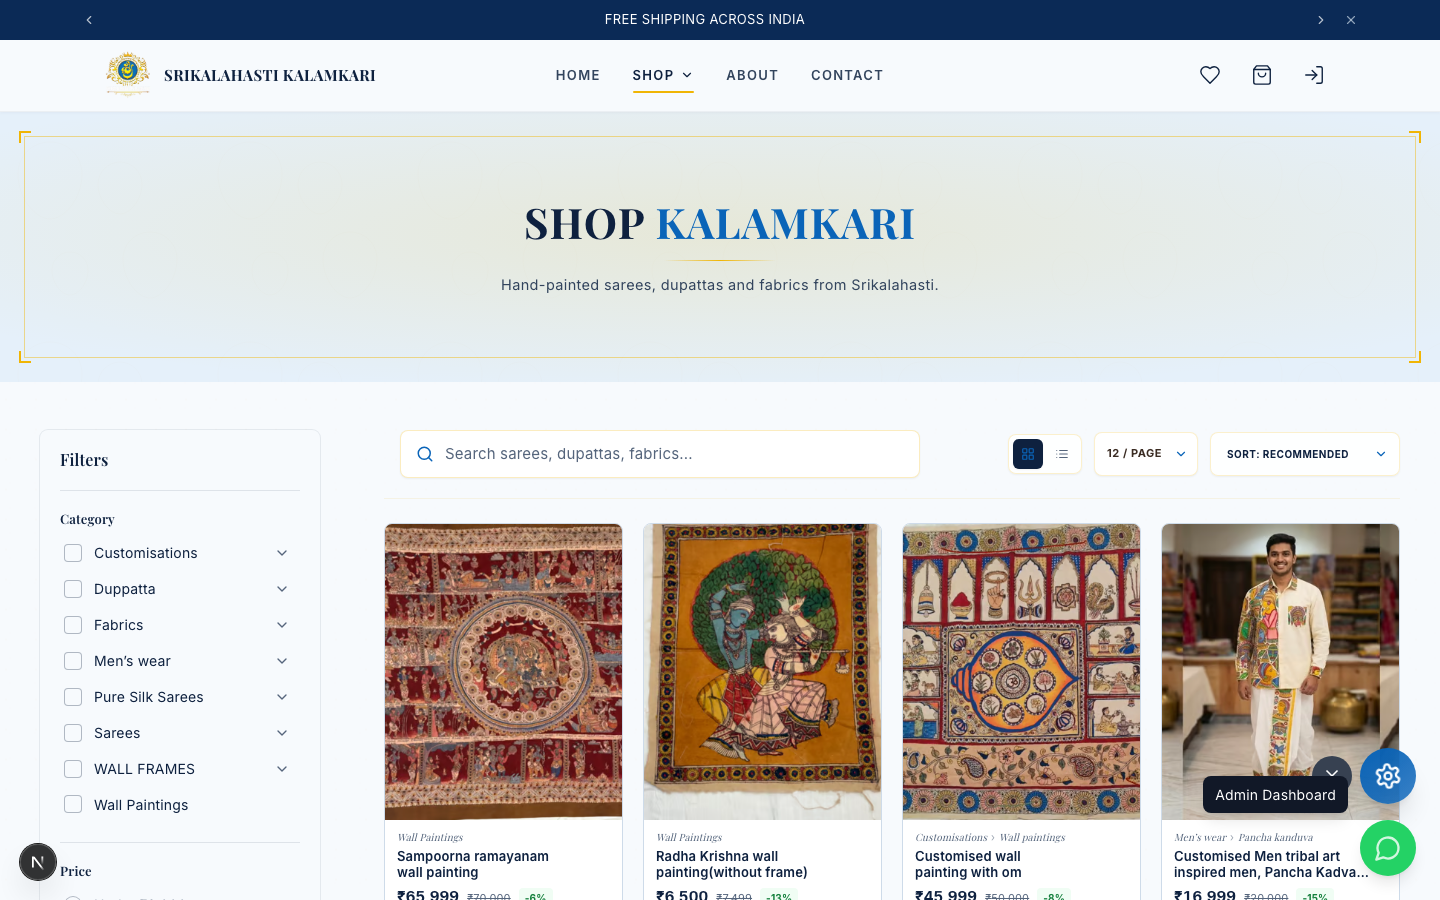 FREE SHIPPING ACROSS INDIA
SRIKALAHASTI KALAMKARI
HOME
SHOP
ABOUT
CONTACT
SHOP KALAMKARI
Hand-painted sarees, dupattas and fabrics from Srikalahasti.
Filters
Category
Customisations
Duppatta
Fabrics
Men's wear
Pure Silk Sarees
Sarees
WALL FRAMES
Wall Paintings
Price
Search sarees, dupattas, fabrics...
12 / PAGE
SORT: RECOMMENDED
Wall Paintings
Sampoorna ramayanam
wall painting
₹65,999 ₹70,000 -6%
Wall Paintings
Radha Krishna wall
painting(without frame)
₹6,500 ₹7,499 -13%
Customisations › Wall paintings
Customised wall
painting with om
₹45,999 ₹50,000 -8%
Men's wear › Pancha kanduva
Customised Men tribal art
inspired men, Pancha Kadva...
₹16,999 ₹20,000 -15%
Admin Dashboard
N